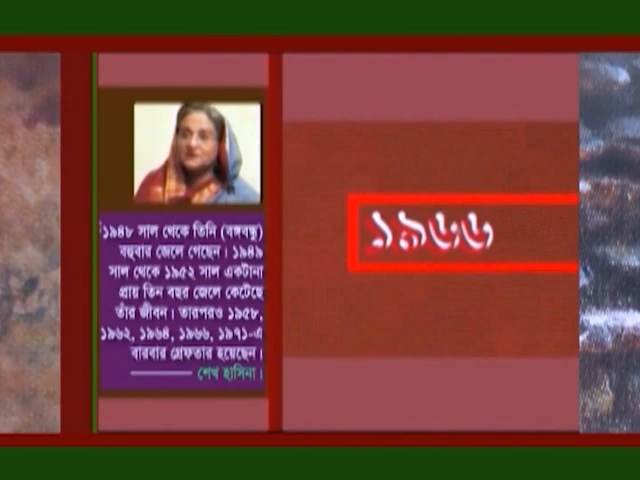 ১৯৪৮ সাল থেকে তিনি (বঙ্গবন্ধু)
বহুবার জেলে গেছেন। ১৯৪৯
সাল থেকে ১৯৫২ সাল একটানা
প্রায় তিন বছর জেলে কেটেছে
তাঁর জীবন। তারপরও ১৯৫৮,
১৯৬২, ১৯৬৪, ১৯৬৬, ১৯৭১-এ
বারবার গ্রেফতার হয়েছেন।
শেখ হাসিনা।
১৯৬৬